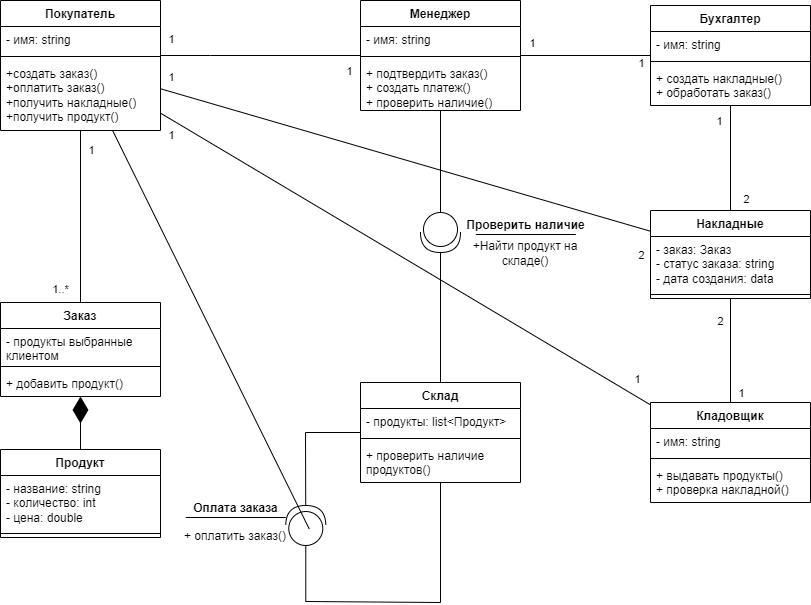 Покупатель
- имя: string
+создать заказ()
+оплатить заказ()
+получить накладные()
+получить продукт()
1
1
1
1
1
Менеджер
- имя: string
+ подтвердить заказ()
+ создать платеж()
+ проверить наличие()
1
1
Бухгалтер
- имя: string
+ создать накладные()
+ обработать заказ()
1
2
Проверить наличие
+Найти продукт на
складе()
2
Накладные
- заказ: Заказ
- статус заказа: string
- дата создания: data
2
1
1
1..*
Заказ
- продукты выбранные
клиентом
+ добавить продукт()
Склад
- продукты: list<Продукт>
+ проверить наличие
продуктов()
Кладовщик
- имя: string
+ выдавать продукты()
+ проверка накладной()
Продукт
- название: string
- количество: int
- цена: double
Оплата заказа
+ оплатить заказ()